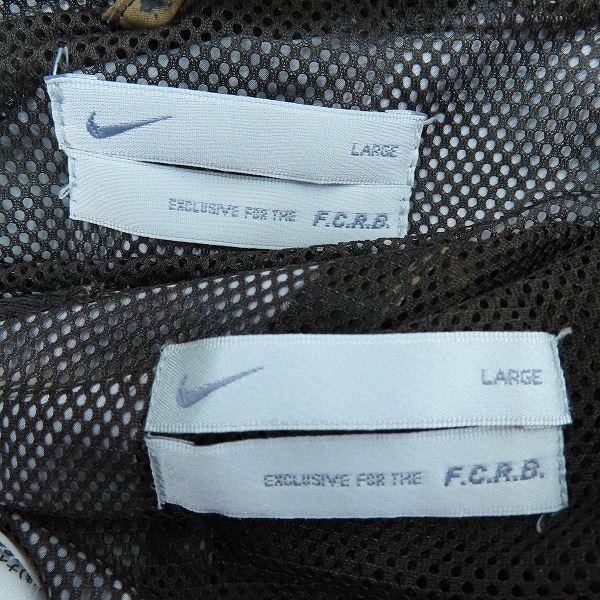 LARGE
EXCLUSIVE FOR THE F.C.R.B.
LARGE
EXCLUSIVE FOR THE F.C.R.B.